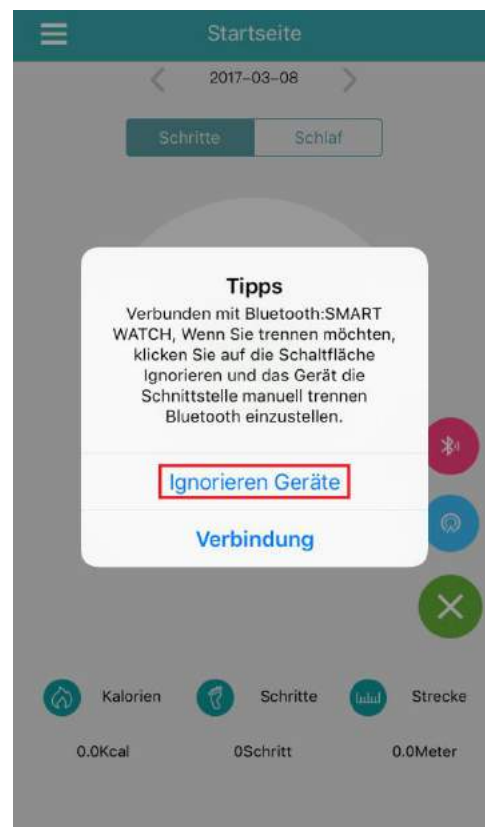 Startseite
2017-03-08
Schritte Schlaf
Tipps
Verbunden mit Bluetooth:SMART
WATCH, Wenn Sie trennen möchten,
klicken Sie auf die Schaltfläche
Ignorieren und das Gerät die
Schnittstelle manuell trennen
Bluetooth einzustellen.
Ignorieren Geräte
Verbindung
Kalorien Schritte Strecke
0.0Kcal 0Schritt 0.0Meter